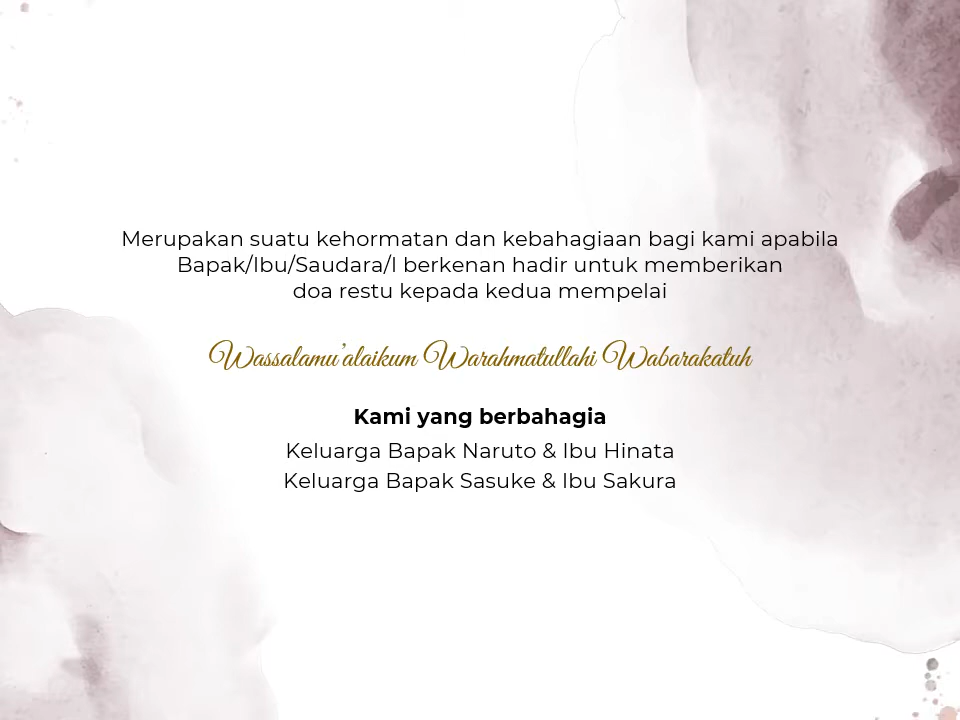 Merupakan suatu kehormatan dan kebahagiaan bagi kami apabila
Bapak/Ibu/Saudara/I berkenan hadir untuk memberikan
doa restu kepada kedua mempelai
Wassalamu'alaikum Warahmatullahi Wabarakatuh
Kami yang berbahagia
Keluarga Bapak Naruto & Ibu Hinata
Keluarga Bapak Sasuke & Ibu Sakura